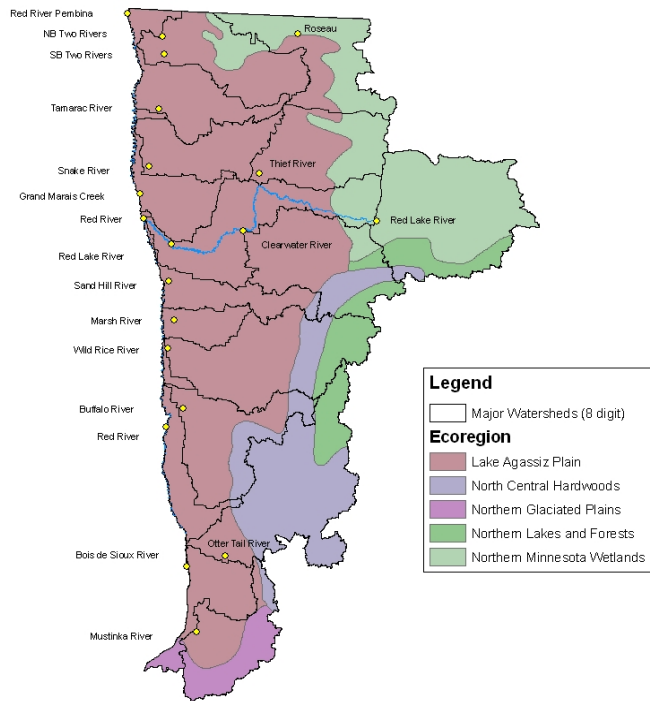 Red River Pembina
NB Two Rivers
Roseau
SB Two Rivers
Tamarac River
Snake River
Thief River
Grand Marais Creek
Red River
Red Lake River
Clearwater River
Red Lake River
Sand Hill River
Marsh River
Wild Rice River
Buffalo River
Red River
Otter Tail River
Bois de Sioux River
Mustinka River
Legend
Major Watersheds (8 digit)
Ecoregion
Lake Agassiz Plain
North Central Hardwoods
Northern Glaciated Plains
Northern Lakes and Forests
Northern Minnesota Wetlands